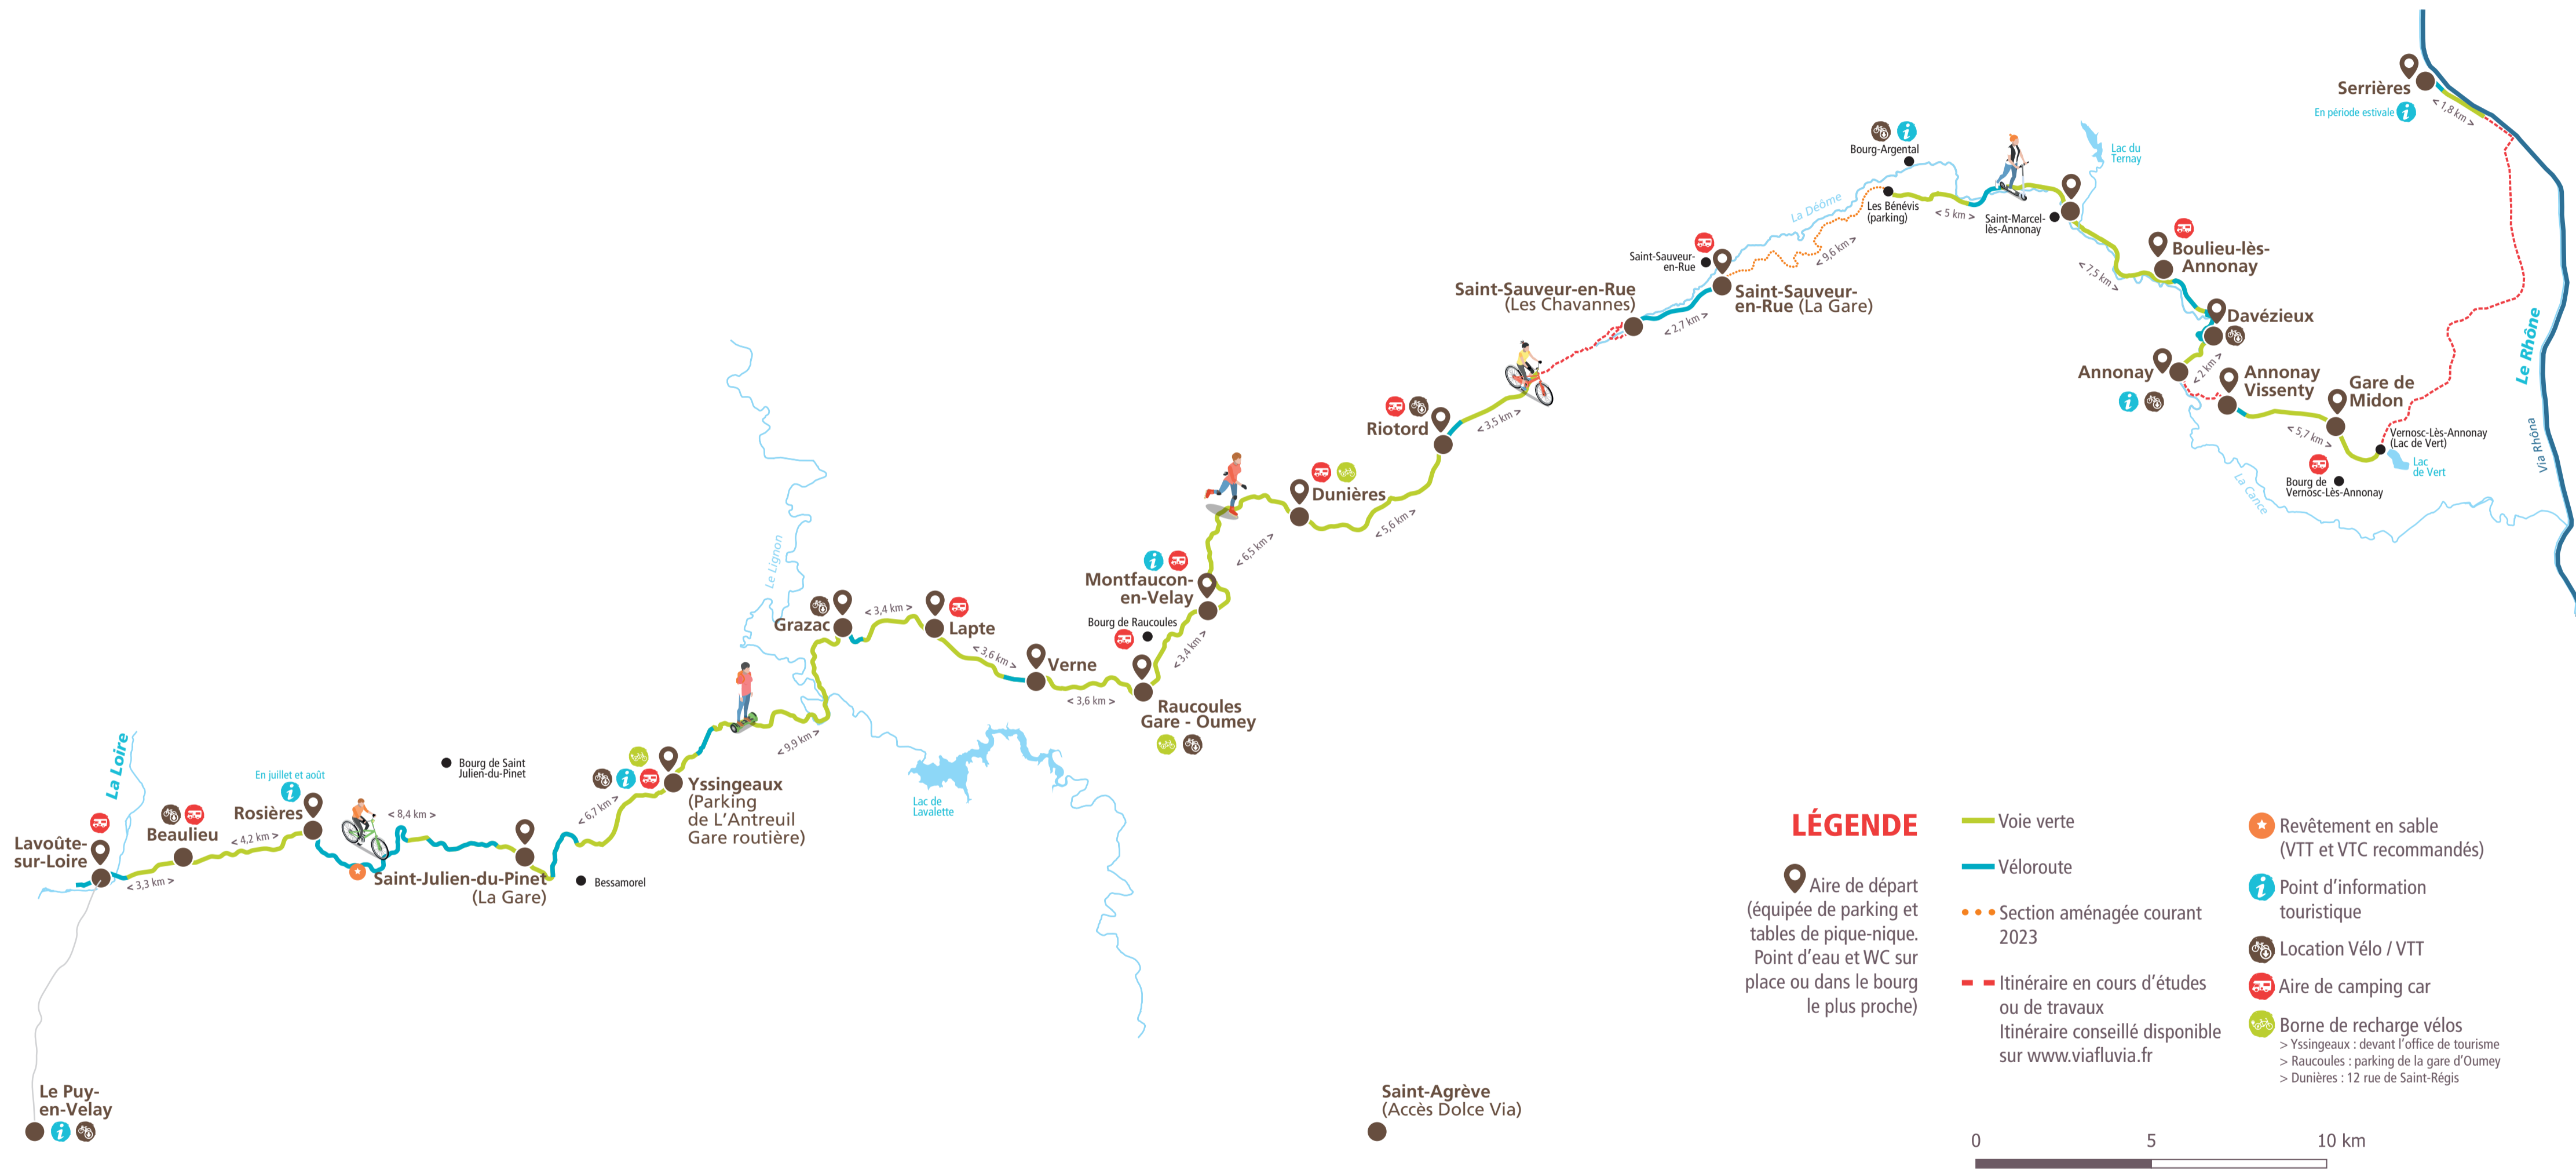 Serrières
En période estivale
< 1,8 km >
Bourg-Argental
Lac du
Ternay
La Déôme
Les Bénévis
(parking)
< 5 km >
Saint-Marcel-
lès-Annonay
< 9,6 km >
Saint-Sauveur-
en-Rue
Saint-Sauveur-en-Rue
(Les Chavannes)
Saint-Sauveur-
en-Rue (La Gare)
< 2,7 km >
< 7,5 km >
Boulieu-lès-
Annonay
Davézieux
Annonay
< 2 km >
Annonay
Vissenty
Gare de
Midon
< 5,7 km >
Vernosc-Lès-Annonay
(Lac de Vert)
Lac
de Vert
Bourg de
Vernosc-Lès-Annonay
La Cance
Le Rhône
Via Rhôna
Riotord
< 3,5 km >
Dunières
< 5,6 km >
< 6,5 km >
Montfaucon-
en-Velay
Bourg de Raucoules
< 3,4 km >
Le Lignon
Grazac
< 3,4 km >
Lapte
< 3,6 km >
Verne
< 3,6 km >
Raucoules
Gare - Oumey
< 9,9 km >
Lac de
Lavalette
Yssingeaux
(Parking
de L'Antreuil
Gare routière)
< 6,7 km >
Bourg de Saint
Julien-du-Pinet
Bessamorel
Saint-Julien-du-Pinet
(La Gare)
< 8,4 km >
En juillet et août
Rosières
< 4,2 km >
Beaulieu
< 3,3 km >
La Loire
Lavoûte-
sur-Loire
Le Puy-
en-Velay
Saint-Agrève
(Accès Dolce Via)
LÉGENDE
Aire de départ
(équipée de parking et
tables de pique-nique.
Point d'eau et WC sur
place ou dans le bourg
le plus proche)
Voie verte
Véloroute
Section aménagée courant
2023
Itinéraire en cours d'études
ou de travaux
Itinéraire conseillé disponible
sur www.viafluvia.fr
Revêtement en sable
(VTT et VTC recommandés)
Point d'information
touristique
Location Vélo / VTT
Aire de camping car
Borne de recharge vélos
> Yssingeaux : devant l'office de tourisme
> Raucoules : parking de la gare d'Oumey
> Dunières : 12 rue de Saint-Régis
0 5 10 km